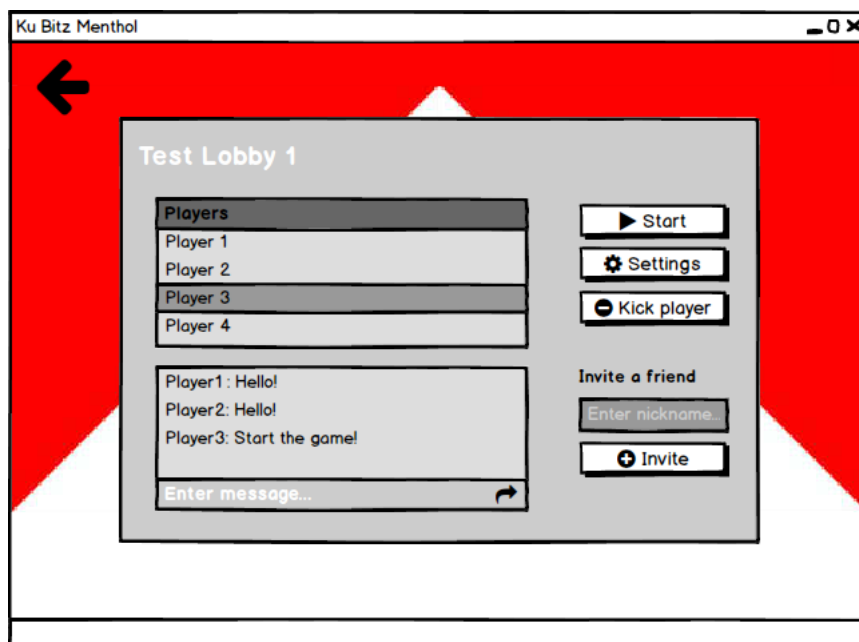 Ku Bitz Menthol
Test Lobby 1
Players
Player 1
Player 2
Player 3
Player 4
Start
Settings
Kick player
Player1: Hello!
Player2: Hello!
Player3: Start the game!
Enter message...
Invite a friend
Enter nickname...
Invite